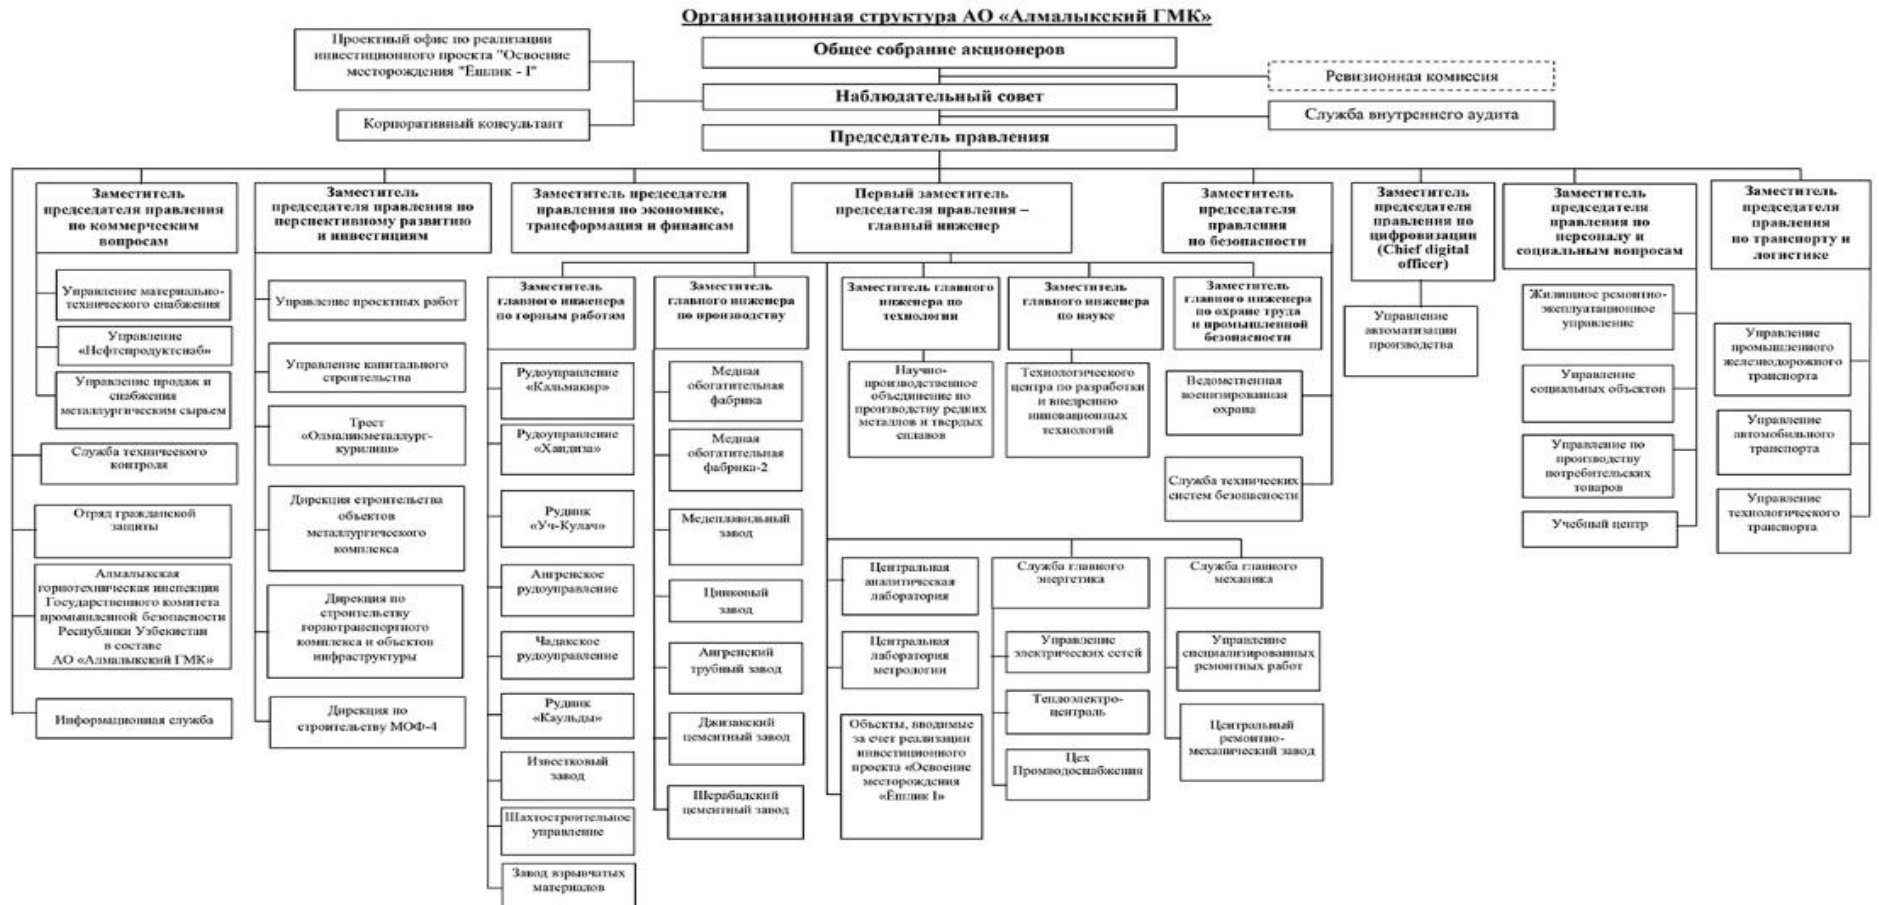 Организационная структура АО «Алмалыкский ГМК»
Проектный офис по реализации
инвестиционного проекта "Освоение
месторождения "Ёшлик - I"
Корпоративный консультант
Общее собрание акционеров
Наблюдательный совет
Председатель правления
Ревизионная комиссия
Служба внутреннего аудита
Заместитель
председателя правления
по коммерческим
вопросам
Заместитель
председателя правления по
перспективному развитию
и инвестициям
Заместитель председателя
правления по экономике,
трансформация и финансам
Первый заместитель
председателя правления –
главный инженер
Заместитель
председателя
правления
по безопасности
Заместитель
председателя
правления по
цифровизации
(Chief digital
officer)
Заместитель
председателя
правления по
персоналу и
социальным вопросам
Заместитель
председателя
правления
по транспорту и
логистике
Управление материально-
технического снабжения
Управление
«Нефтепродуктснаб»
Управление продаж и
снабжения
металлургическим сырьем
Служба технического
контроля
Отряд гражданской
защиты
Алмалыкская
горнотехническая инспекция
Государственного комитета
промышленной безопасности
Республики Узбекистан
в составе
АО «Алмалыкский ГМК»
Информационная служба
Управление проектных работ
Управление капитального
строительства
Трест
«Олмаликметаллург-
курилиш»
Дирекция строительства
объектов
металлургического
комплекса
Дирекция по
строительству
горнотранспортного
комплекса и объектов
инфраструктуры
Дирекция по
строительству МОФ-4
Заместитель
главного инженера
по горным работам
Рудоуправление
«Кальмакир»
Рудоуправление
«Хандиза»
Рудник
«Уч-Кулач»
Ангренское
рудоуправление
Чадакское
рудоуправление
Рудник
«Каульды»
Известковый
завод
Шахтостроительное
управление
Завод взрывчатых
материалов
Заместитель
главного инженера
по производству
Медная
обогатительная
фабрика
Медная
обогатительная
фабрика-2
Медеплавильный
завод
Цинковый
завод
Ангренский
трубный завод
Джизакский
цементный завод
Шерабадский
цементный завод
Заместитель главного
инженера по
технологии
Научно-
производственное
объединение по
производству редких
металлов и твердых
сплавов
Заместитель
главного инженера
по науке
Технологического
центра по разработки
и внедрению
инновационных
технологий
Заместитель
главного инженера
по охране труда
и промышленной
безопасности
Ведомственная
военизированная
охрана
Служба технических
систем безопасности
Центральная
аналитическая
лаборатория
Центральная
лаборатория
метрологии
Объекты, вводимые
за счет реализации
инвестиционного
проекта «Освоение
месторождения
«Ёшлик I»
Служба главного
энергетика
Управление
электрических сетей
Теплоэлектро-
централь
Цех
Промводоснабжения
Служба главного
механика
Управление
специализированных
ремонтных работ
Центральный
ремонтно-
механический завод
Управление
автоматизации
производства
Жилищное ремонтно-
эксплуатационное
управление
Управление
социальных объектов
Управление по
производству
потребительских
товаров
Учебный центр
Управление
промышленного
железнодорожного
транспорта
Управление
автомобильного
транспорта
Управление
технологического
транспорта